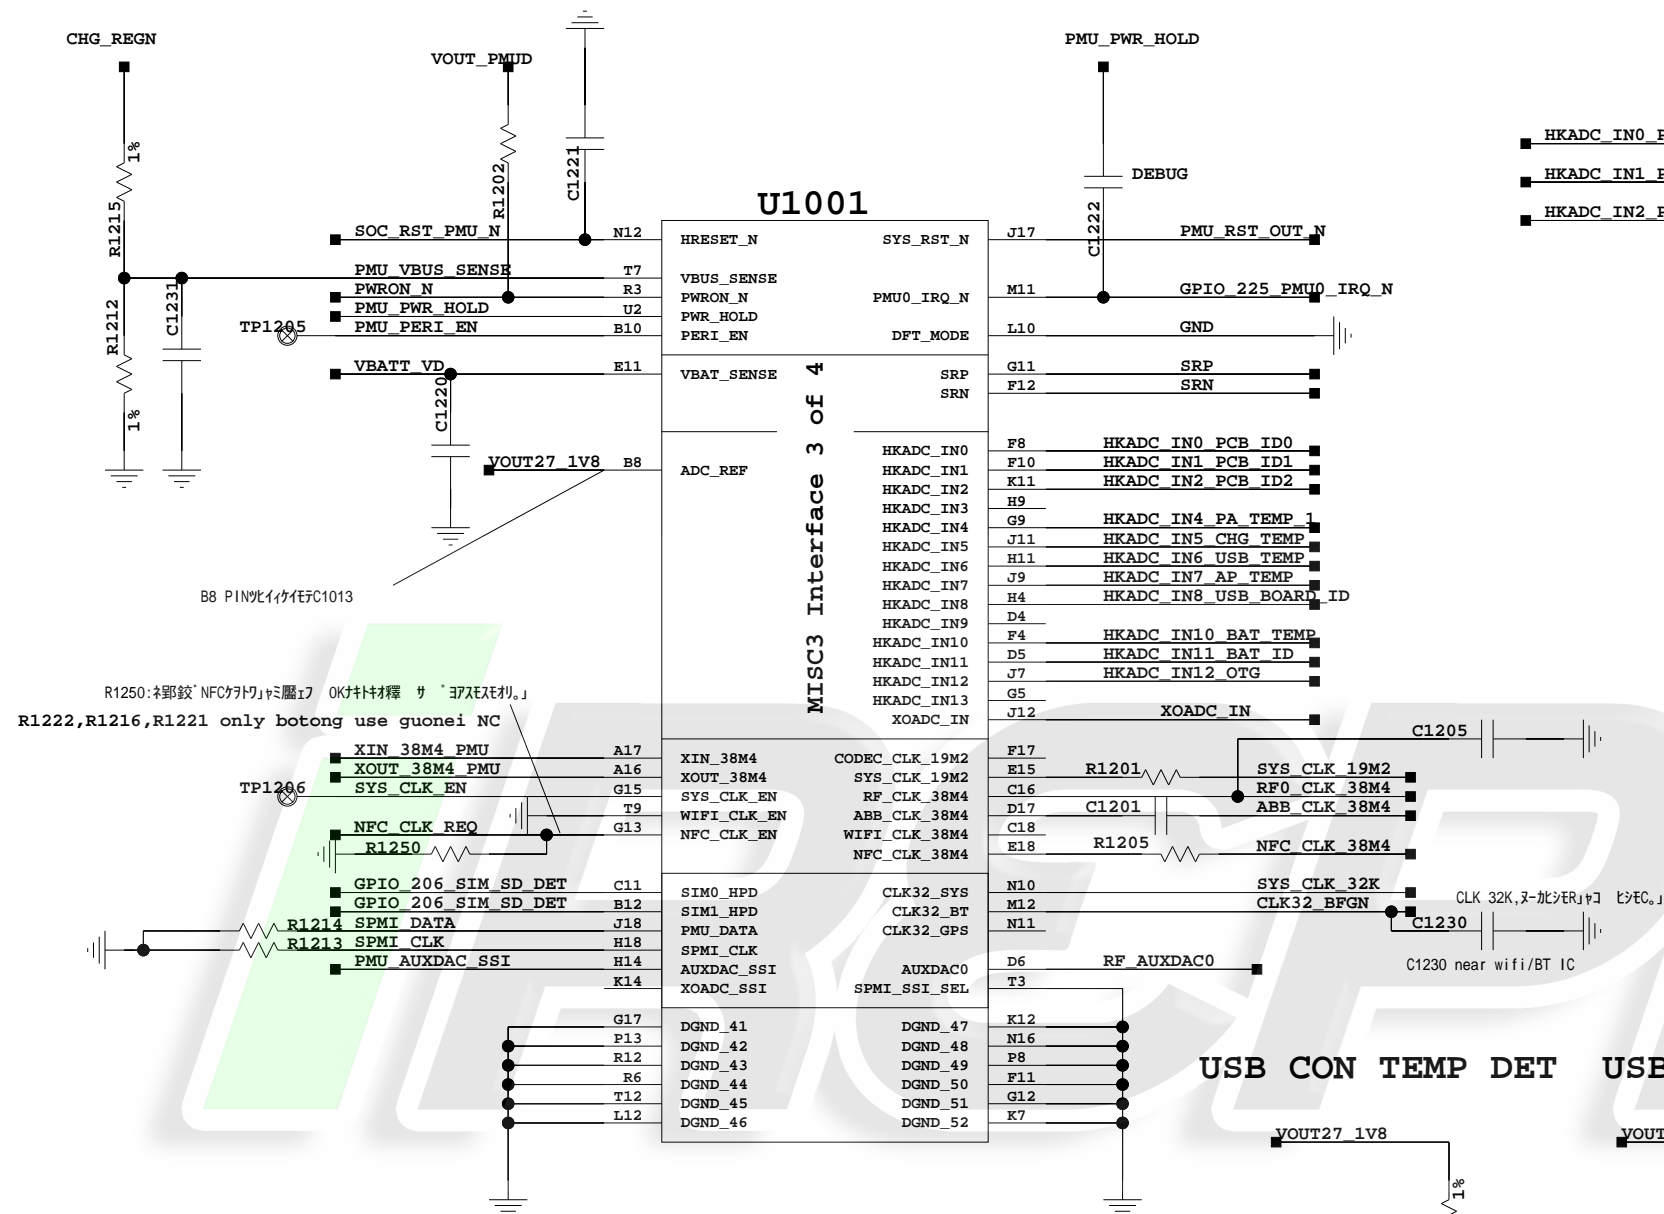 CHG_REGN
VOUT_PMUD
PMU_PWR_HOLD
1%
R1215
R1202
C1221
DEBUG
C1222
HKADC_IN0_P
HKADC_IN1_P
HKADC_IN2_P
U1001
SOC_RST_PMU_N N12 HRESET_N SYS_RST_N J17 PMU_RST_OUT_N
PMU_VBUS_SENSE T7 VBUS_SENSE
PWRON_N R3 PWRON_N PMU0_IRQ_N M11 GPIO_225_PMU0_IRQ_N
PMU_PWR_HOLD U2 PWR_HOLD
TP1205 PMU_PERI_EN B10 PERI_EN DFT_MODE L10 GND
R1212
C1231
1%
VBATT_VD E11 VBAT_SENSE SRP G11 SRP
SRN F12 SRN
C1220
MISC3 Interface 3 of 4
VOUT27_1V8 B8 ADC_REF
HKADC_IN0 F8 HKADC_IN0_PCB_ID0
HKADC_IN1 F10 HKADC_IN1_PCB_ID1
HKADC_IN2 K11 HKADC_IN2_PCB_ID2
HKADC_IN3 H9
HKADC_IN4 G9 HKADC_IN4_PA_TEMP_1
HKADC_IN5 J11 HKADC_IN5_CHG_TEMP
HKADC_IN6 H11 HKADC_IN6_USB_TEMP
HKADC_IN7 J9 HKADC_IN7_AP_TEMP
HKADC_IN8 H4 HKADC_IN8_USB_BOARD_ID
HKADC_IN9 D4
HKADC_IN10 F4 HKADC_IN10_BAT_TEMP
HKADC_IN11 D5 HKADC_IN11_BAT_ID
HKADC_IN12 J7 HKADC_IN12_OTG
HKADC_IN13 G5
XOADC_IN J12 XOADC_IN
B8 PIN C1013
R1250: NFC OK
R1222,R1216,R1221 only botong use guonei NC
C1205
XIN_38M4_PMU A17 XIN_38M4 CODEC_CLK_19M2 F17
XOUT_38M4_PMU A16 XOUT_38M4 SYS_CLK_19M2 E15 R1201 SYS_CLK_19M2
TP1206 SYS_CLK_EN G15 SYS_CLK_EN RF_CLK_38M4 C16 RF0_CLK_38M4
T9 WIFI_CLK_EN ABB_CLK_38M4 D17 C1201 ABB_CLK_38M4
NFC_CLK_REQ G13 NFC_CLK_EN WIFI_CLK_38M4 C18
R1250 NFC_CLK_38M4 E18 R1205 NFC_CLK_38M4
GPIO_206_SIM_SD_DET C11 SIM0_HPD CLK32_SYS N10 SYS_CLK_32K
GPIO_206_SIM_SD_DET B12 SIM1_HPD CLK32_BT M12 CLK32_BFGN
R1214 SPMI_DATA J18 PMU_DATA CLK32_GPS N11
R1213 SPMI_CLK H18 SPMI_CLK
PMU_AUXDAC_SSI H14 AUXDAC_SSI AUXDAC0 D6 RF_AUXDAC0
K14 XOADC_SSI SPMI_SSI_SEL T3
CLK 32K,
C1230
C1230 near wifi/BT IC
G17 DGND_41 DGND_47 K12
P13 DGND_42 DGND_48 N16
R12 DGND_43 DGND_49 P8
R6 DGND_44 DGND_50 F11
T12 DGND_45 DGND_51 G12
L12 DGND_46 DGND_52 K7
USB CON TEMP DET USB
VOUT27_1V8
VOUT
1%